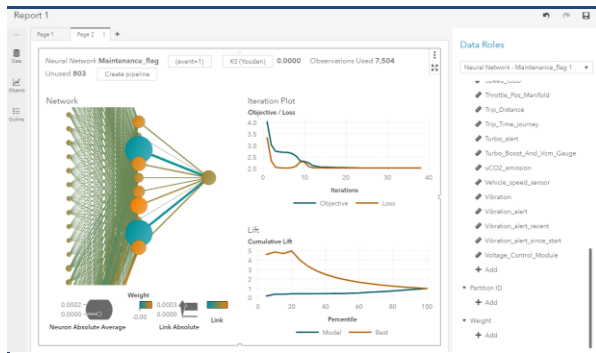 Report 1
Page 1
Page 2
Data
Objects
Outline
Neural Network Maintenance_flag (event=1) KS (Youden) 0.0000 Observations Used 7,504
Unused 803 Create pipeline
Network
Weight
0.0002
0.0000
-0.00
0.0003
0.0000
Link
Neuron Absolute Average
Link Absolute
Iteration Plot
Objective / Loss
4.0
3.5
3.0
2.5
2.0
0 10 20 30 40
Iterations
Objective Loss
Lift
Cumulative Lift
5
4
3
2
1
0
0 20 40 60 80 100
Percentile
Model Best
Data Roles
Neural Network - Maintenance_flag 1
Throttle_Pos_Manifold
Trip_Distance
Trip_Time_journey
Turbo_alert
Turbo_Boost_And_Vcm_Gauge
uCO2_emission
Vehicle_speed_sensor
Vibration
Vibration_alert
Vibration_alert_recent
Vibration_alert_since_start
Voltage_Control_Module
+ Add
Partition ID
+ Add
Weight
+ Add